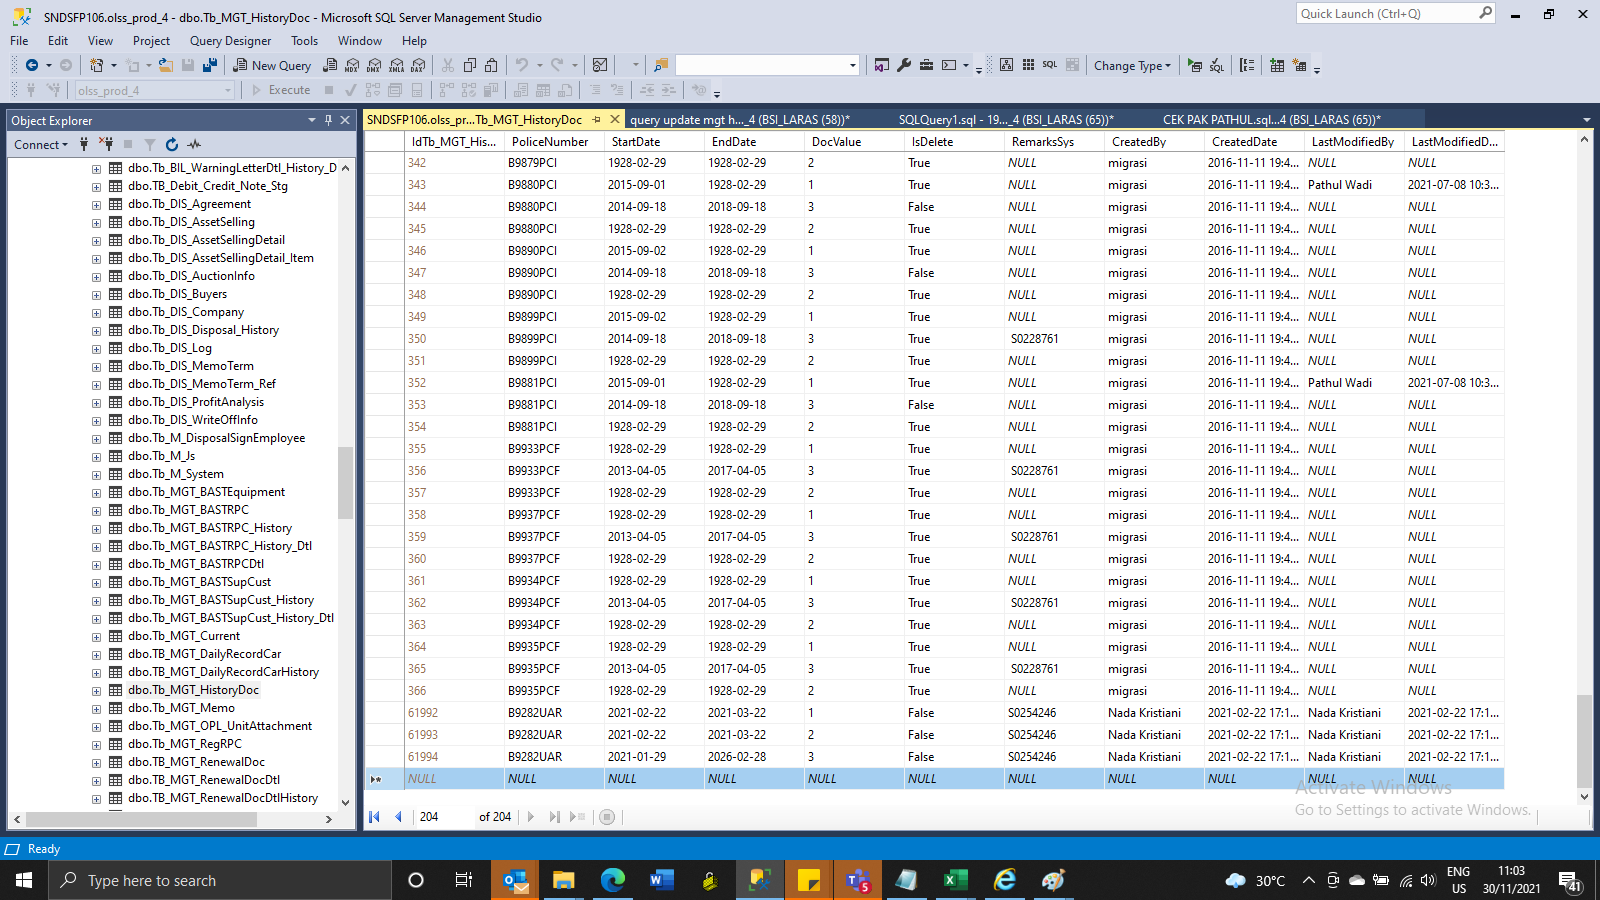 SNDSFP106.olss_prod_4 - dbo.Tb_MGT_HistoryDoc - Microsoft SQL Server Management Studio
Quick Launch (Ctrl+Q)
File Edit View Project Query Designer Tools Window Help
New Query MDX DMX XMLA DAX SQL Change Type
olss_prod_4 Execute
Object Explorer
Connect
dbo.Tb_BIL_WarningLetterDtl_History_D
dbo.TB_Debit_Credit_Note_Stg
dbo.Tb_DIS_Agreement
dbo.Tb_DIS_AssetSelling
dbo.Tb_DIS_AssetSellingDetail
dbo.Tb_DIS_AssetSellingDetail_Item
dbo.Tb_DIS_AuctionInfo
dbo.Tb_DIS_Buyers
dbo.Tb_DIS_Company
dbo.Tb_DIS_Disposal_History
dbo.Tb_DIS_Log
dbo.Tb_DIS_MemoTerm
dbo.Tb_DIS_MemoTerm_Ref
dbo.Tb_DIS_ProfitAnalysis
dbo.Tb_DIS_WriteOffInfo
dbo.Tb_M_DisposalSignEmployee
dbo.Tb_M_Js
dbo.Tb_M_System
dbo.Tb_MGT_BASTEquipment
dbo.Tb_MGT_BASTRPC
dbo.Tb_MGT_BASTRPC_History
dbo.Tb_MGT_BASTRPC_History_Dtl
dbo.Tb_MGT_BASTRPCDtl
dbo.Tb_MGT_BASTSupCust
dbo.Tb_MGT_BASTSupCust_History
dbo.Tb_MGT_BASTSupCust_History_Dtl
dbo.Tb_MGT_Current
dbo.TB_MGT_DailyRecordCar
dbo.TB_MGT_DailyRecordCarHistory
dbo.Tb_MGT_HistoryDoc
dbo.Tb_MGT_Memo
dbo.Tb_MGT_OPL_UnitAttachment
dbo.Tb_MGT_RegRPC
dbo.TB_MGT_RenewalDoc
dbo.TB_MGT_RenewalDocDtl
dbo.TB_MGT_RenewalDocDtlHistory
SNDSFP106.olss_pr...Tb_MGT_HistoryDoc query update mgt h..._4 (BSI_LARAS (58))* SQLQuery1.sql - 19..._4 (BSI_LARAS (65))* CEK PAK PATHUL.sql...4 (BSI_LARAS (65))*
IdTb_MGT_His... PoliceNumber StartDate EndDate DocValue IsDelete RemarksSys CreatedBy CreatedDate LastModifiedBy LastModifiedD...
342 B9879PCI 1928-02-29 1928-02-29 2 True NULL migrasi 2016-11-11 19:4... NULL NULL
343 B9880PCI 2015-09-01 1928-02-29 1 True NULL migrasi 2016-11-11 19:4... Pathul Wadi 2021-07-08 10:3...
344 B9880PCI 2014-09-18 2018-09-18 3 False NULL migrasi 2016-11-11 19:4... NULL NULL
345 B9880PCI 1928-02-29 1928-02-29 2 True NULL migrasi 2016-11-11 19:4... NULL NULL
346 B9890PCI 2015-09-02 1928-02-29 1 True NULL migrasi 2016-11-11 19:4... NULL NULL
347 B9890PCI 2014-09-18 2018-09-18 3 False NULL migrasi 2016-11-11 19:4... NULL NULL
348 B9890PCI 1928-02-29 1928-02-29 2 True NULL migrasi 2016-11-11 19:4... NULL NULL
349 B9899PCI 2015-09-02 1928-02-29 1 True NULL migrasi 2016-11-11 19:4... NULL NULL
350 B9899PCI 2014-09-18 2018-09-18 3 True S0228761 migrasi 2016-11-11 19:4... NULL NULL
351 B9899PCI 1928-02-29 1928-02-29 2 True NULL migrasi 2016-11-11 19:4... NULL NULL
352 B9881PCI 2015-09-01 1928-02-29 1 True NULL migrasi 2016-11-11 19:4... Pathul Wadi 2021-07-08 10:3...
353 B9881PCI 2014-09-18 2018-09-18 3 False NULL migrasi 2016-11-11 19:4... NULL NULL
354 B9881PCI 1928-02-29 1928-02-29 2 True NULL migrasi 2016-11-11 19:4... NULL NULL
355 B9933PCF 1928-02-29 1928-02-29 1 True NULL migrasi 2016-11-11 19:4... NULL NULL
356 B9933PCF 2013-04-05 2017-04-05 3 True S0228761 migrasi 2016-11-11 19:4... NULL NULL
357 B9933PCF 1928-02-29 1928-02-29 2 True NULL migrasi 2016-11-11 19:4... NULL NULL
358 B9937PCF 1928-02-29 1928-02-29 1 True NULL migrasi 2016-11-11 19:4... NULL NULL
359 B9937PCF 2013-04-05 2017-04-05 3 True S0228761 migrasi 2016-11-11 19:4... NULL NULL
360 B9937PCF 1928-02-29 1928-02-29 2 True NULL migrasi 2016-11-11 19:4... NULL NULL
361 B9934PCF 1928-02-29 1928-02-29 1 True NULL migrasi 2016-11-11 19:4... NULL NULL
362 B9934PCF 2013-04-05 2017-04-05 3 True S0228761 migrasi 2016-11-11 19:4... NULL NULL
363 B9934PCF 1928-02-29 1928-02-29 2 True NULL migrasi 2016-11-11 19:4... NULL NULL
364 B9935PCF 1928-02-29 1928-02-29 1 True NULL migrasi 2016-11-11 19:4... NULL NULL
365 B9935PCF 2013-04-05 2017-04-05 3 True S0228761 migrasi 2016-11-11 19:4... NULL NULL
366 B9935PCF 1928-02-29 1928-02-29 2 True NULL migrasi 2016-11-11 19:4... NULL NULL
61992 B9282UAR 2021-02-22 2021-03-22 1 False S0254246 Nada Kristiani 2021-02-22 17:1... Nada Kristiani 2021-02-22 17:1...
61993 B9282UAR 2021-02-22 2021-03-22 2 False S0254246 Nada Kristiani 2021-02-22 17:1... Nada Kristiani 2021-02-22 17:1...
61994 B9282UAR 2021-01-29 2026-02-28 3 False S0254246 Nada Kristiani 2021-02-22 17:1... Nada Kristiani 2021-02-22 17:1...
NULL NULL NULL NULL NULL NULL NULL NULL NULL NULL NULL
Activate Windows
Go to Settings to activate Windows.
204 of 204
Ready
Type here to search
5
30°C
ENG
US
11:03
30/11/2021
41